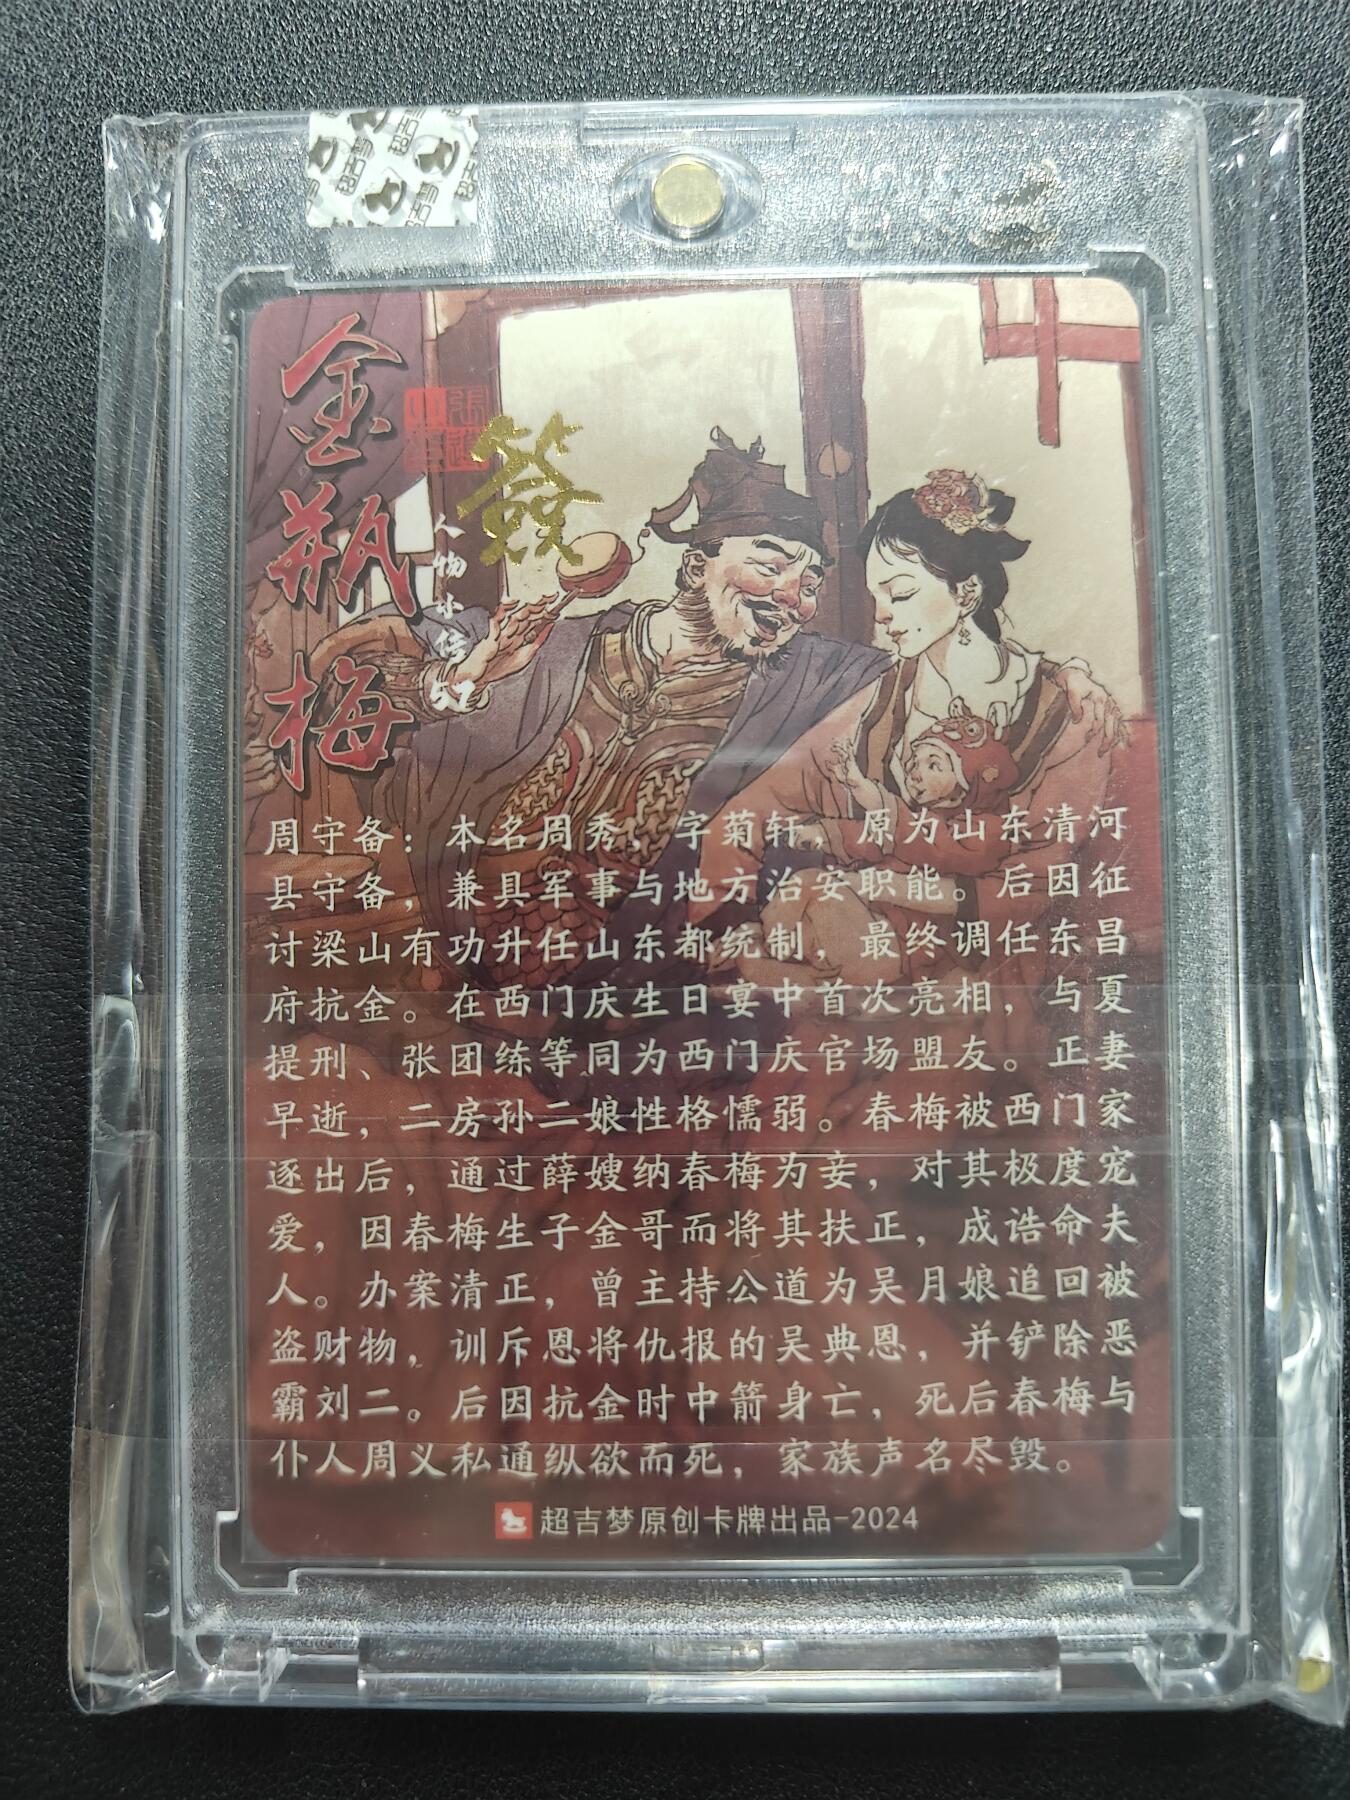 金瓶梅
人物小传
57
簽
周守备：本名周秀，字菊轩，原为山东清河
县守备，兼具军事与地方治安职能。后因征
讨梁山有功升任山东都统制，最终调任东昌
府抗金。在西门庆生日宴中首次亮相，与夏
提刑、张团练等同为西门庆官场盟友。正妻
早逝，二房孙二娘性格懦弱。春梅被西门家
逐出后，通过薛嫂纳春梅为妾，对其极度宠
爱，因春梅生子金哥而将其扶正，成诰命夫
人。办案清正，曾主持公道为吴月娘追回被
盗财物，训斥恩将仇报的吴典恩，并铲除恶
霸刘二。后因抗金时中箭身亡，死后春梅与
仆人周义私通纵欲而死，家族声名尽毁。
超吉梦原创卡牌出品-2024